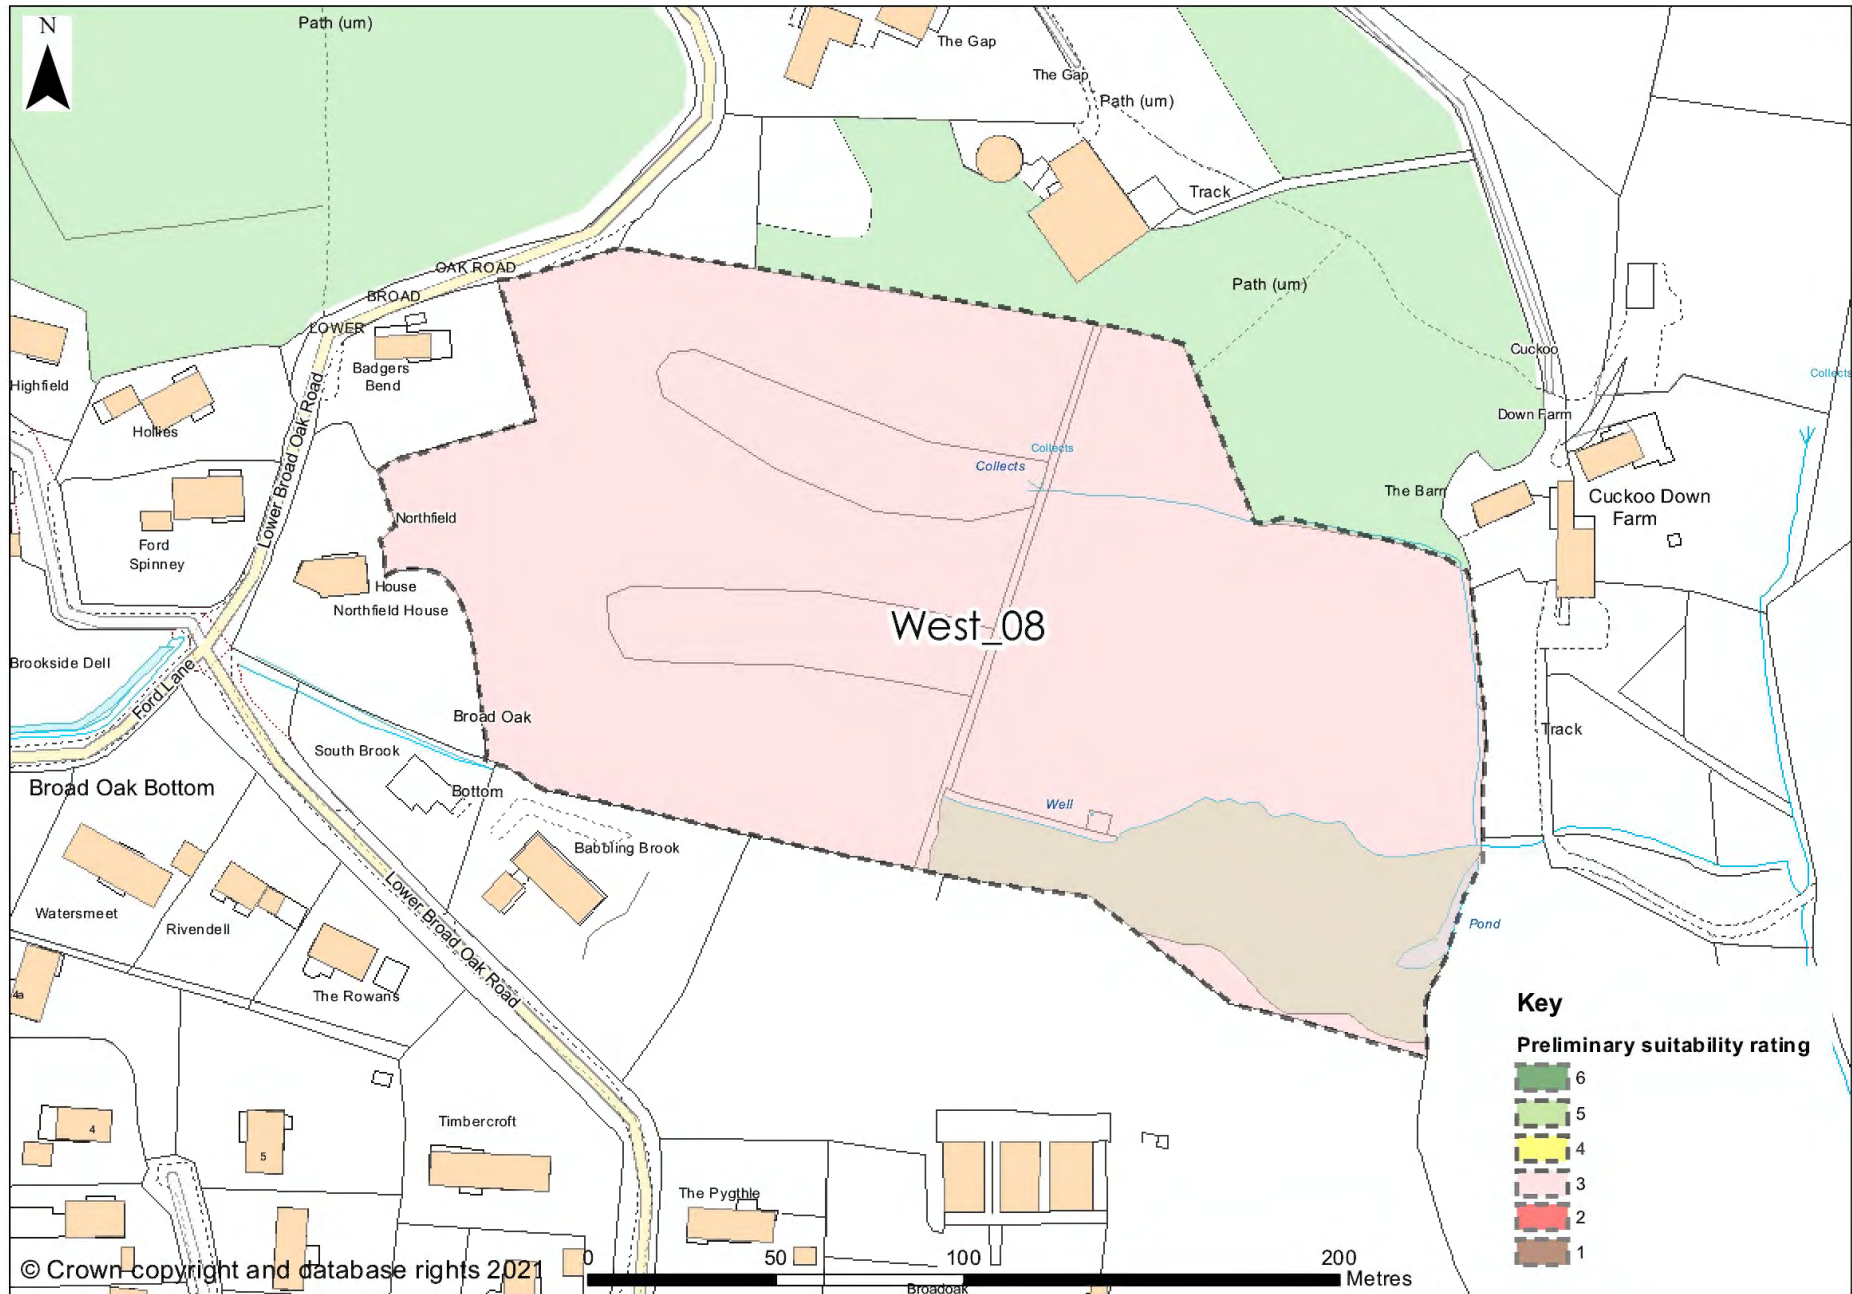 N
Path (um)
The Gap
The Gap
Path (um)
Track
OAK ROAD
BROAD
LOWER
Path (um)
Badgers
Bend
Highfield
Hollies
Cuckoo
Down Farm
Collects
Lower Broad Oak Road
Collects
Collects
The Barn
Cuckoo Down
Farm
Northfield
Ford
Spinney
House
Northfield House
West_08
Brookside Dell
Ford Lane
Broad Oak
South Brook
Bottom
Track
Broad Oak Bottom
Well
Babbling Brook
Watersmeet
Rivendell
Lower Broad Oak Road
Pond
4a
The Rowans
Key
Preliminary suitability rating
6
5
4
3
2
1
4
5
Timbercroft
The Pygthle
Broadoak
0 50 100 200
Metres
© Crown copyright and database rights 2021